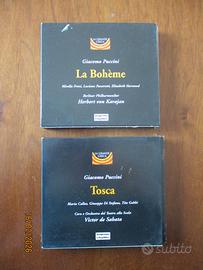 Giacomo Puccini
La Bohème
Mirella Freni, Luciano Pavarotti, Elizabeth Harwood
Berliner Philharmoniker
Herbert von Karajan
Giacomo Puccini
Tosca
Maria Callas, Giuseppe Di Stefano, Tito Gobbi
Coro e Orchestra del Teatro alla Scala
Victor de Sabata
subito